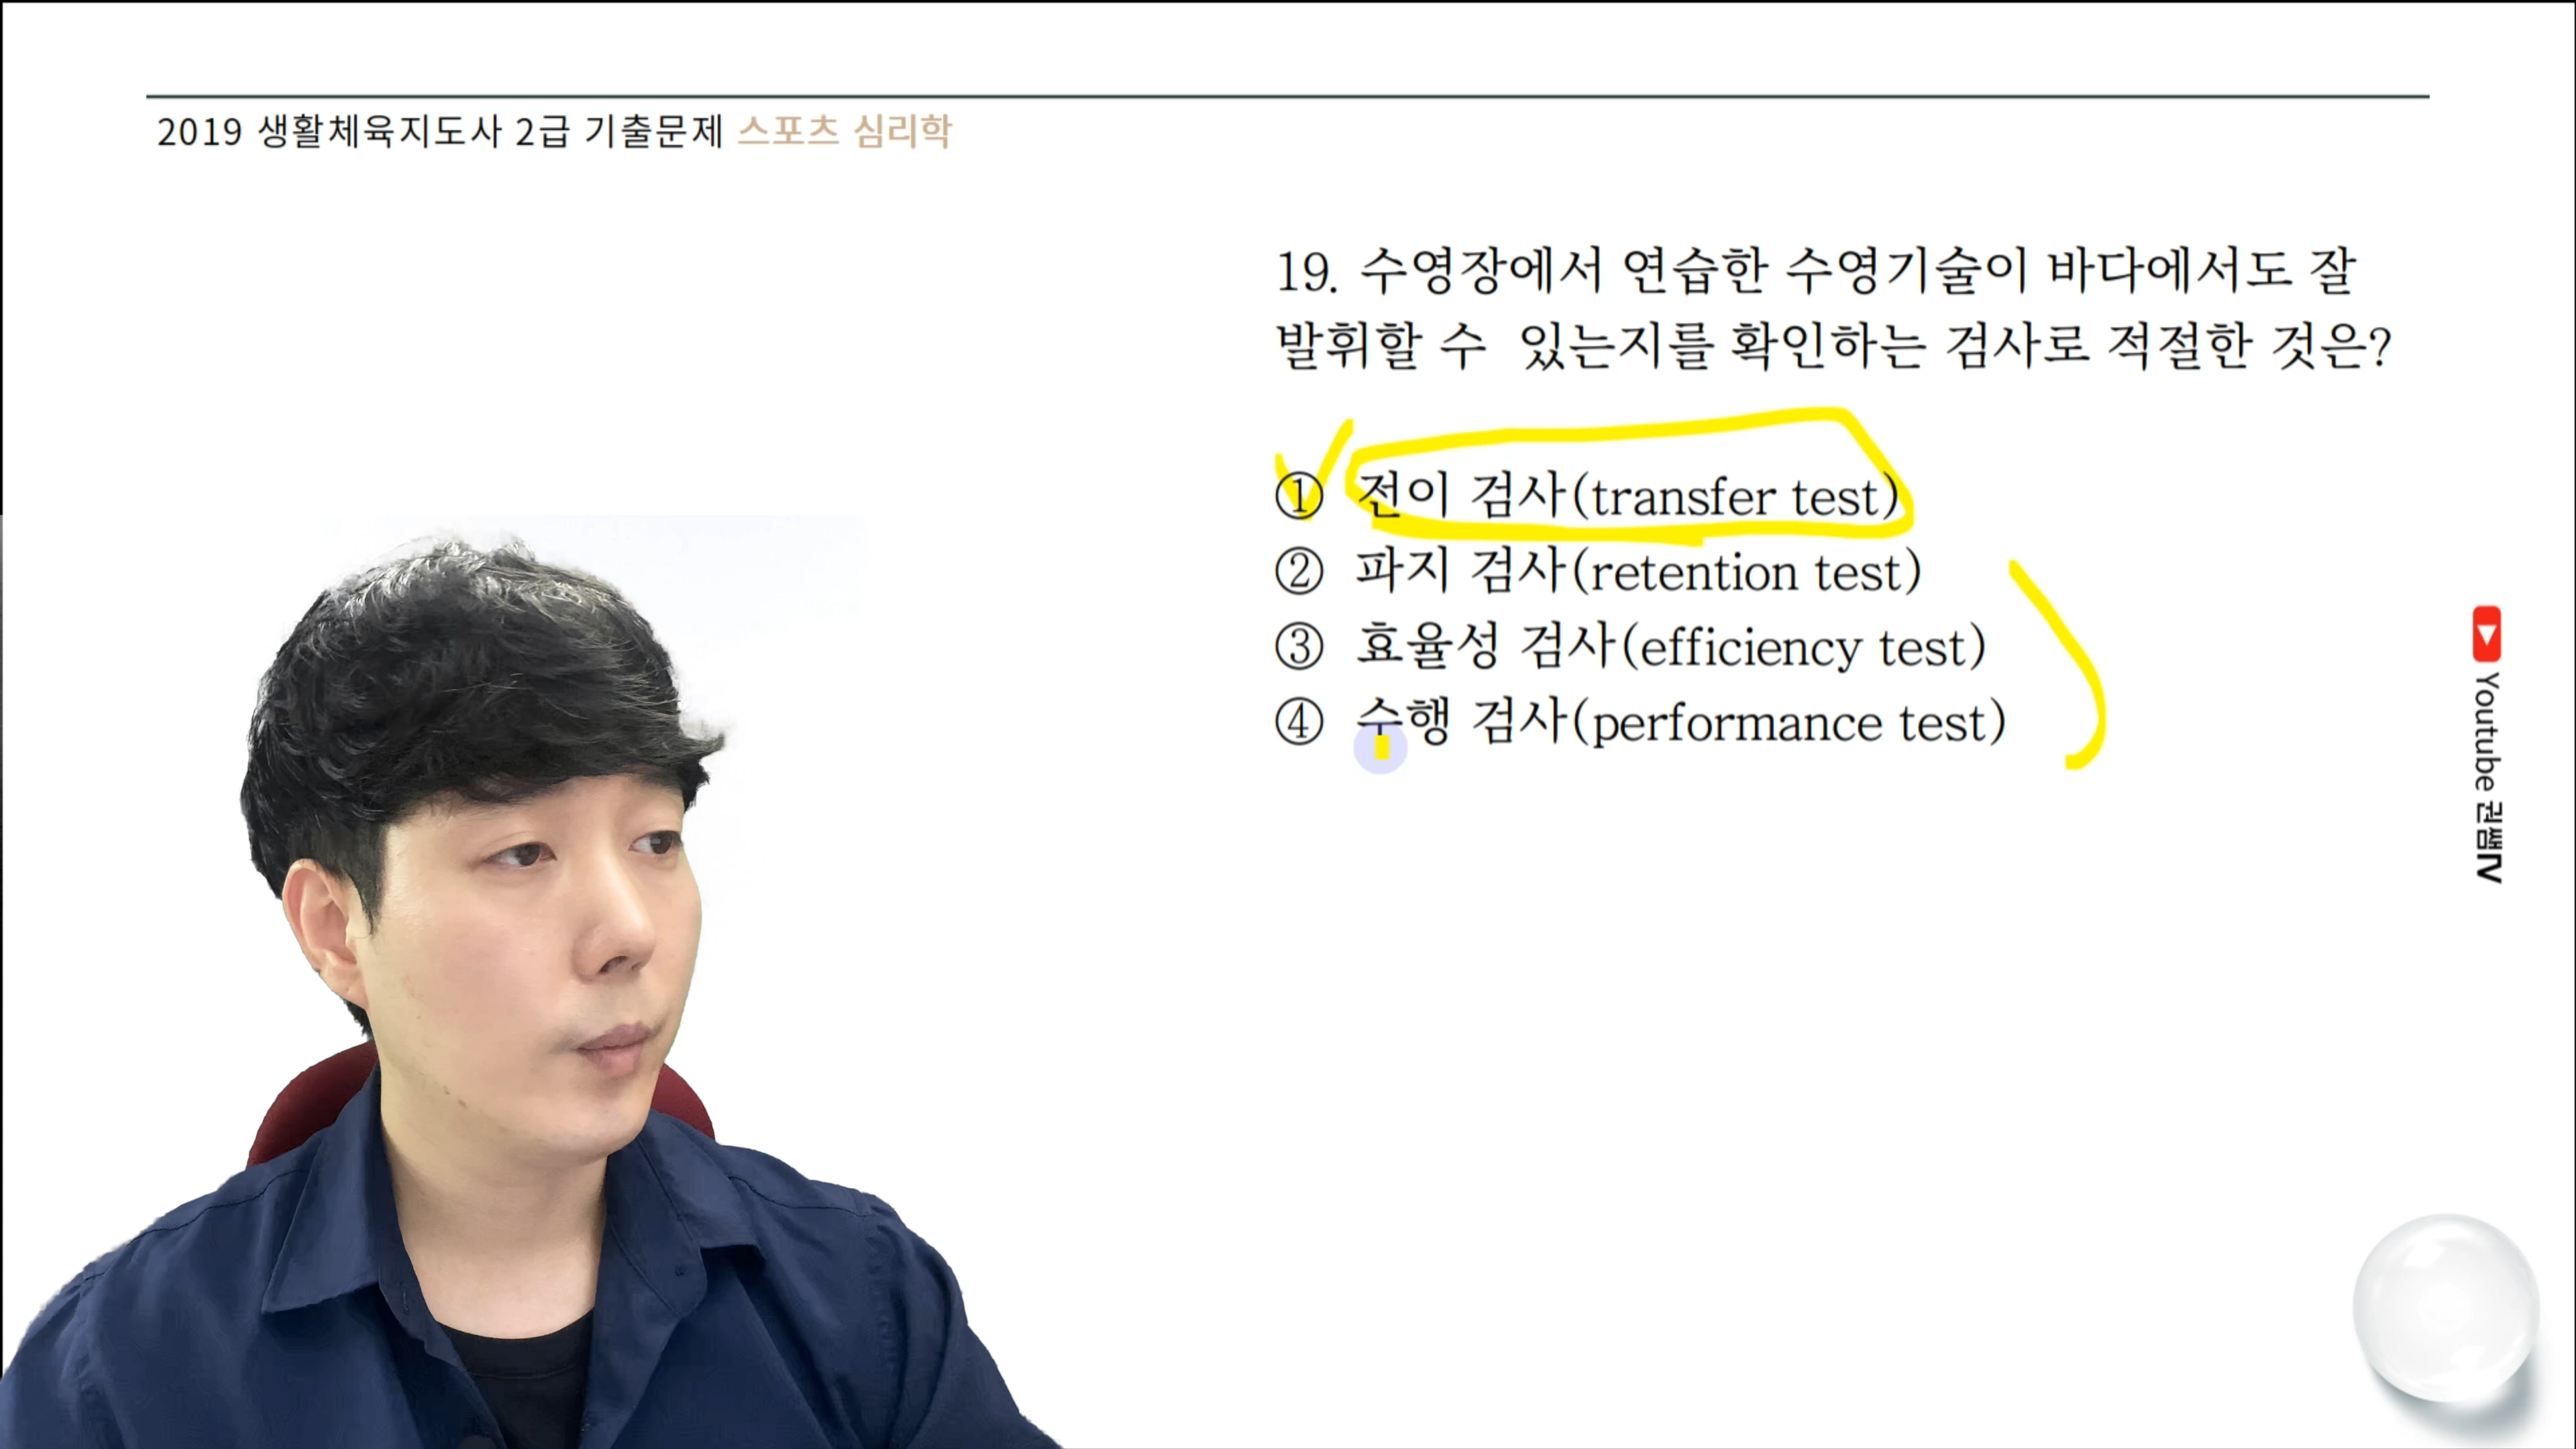 2019 생활체육지도사 2급 기출문제 스포츠 심리학
19. 수영장에서 연습한 수영기술이 바다에서도 잘
발휘할 수 있는지를 확인하는 검사로 적절한 것은?
① 전이 검사(transfer test)
② 파지 검사(retention test)
③ 효율성 검사(efficiency test)
④ 수행 검사(performance test)
Youtube 권쌤TV